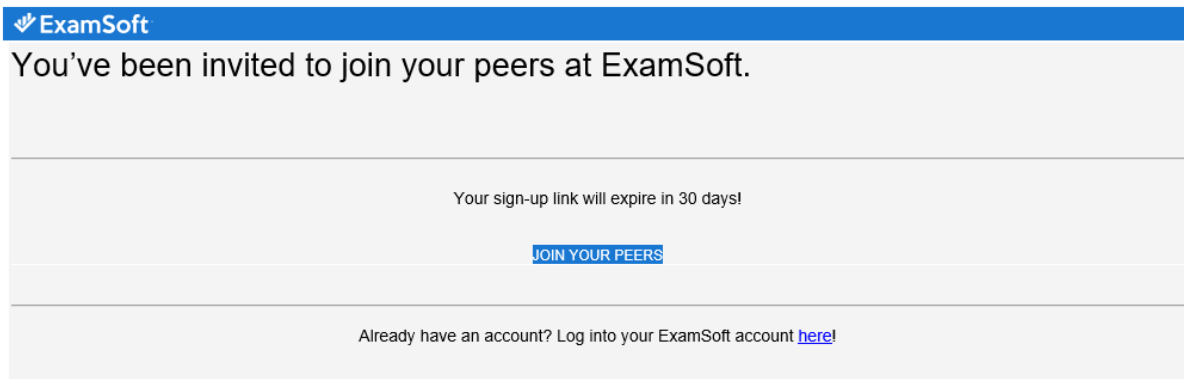 ExamSoft
You’ve been invited to join your peers at ExamSoft.
Your sign-up link will expire in 30 days!
JOIN YOUR PEERS
Already have an account? Log into your ExamSoft account here!